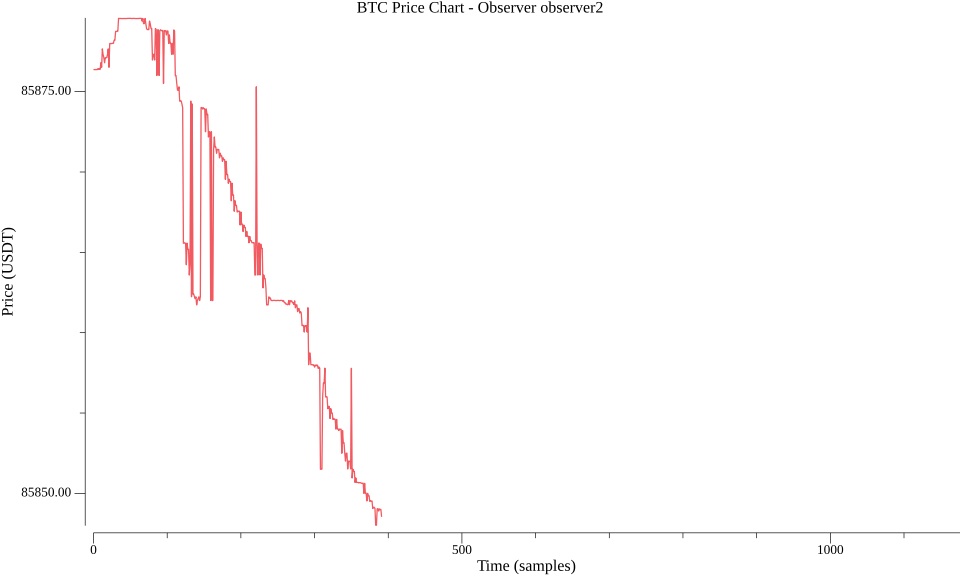 BTC Price Chart - Observer observer2
85875.00
Price (USDT)
85850.00
0
500
1000
Time (samples)